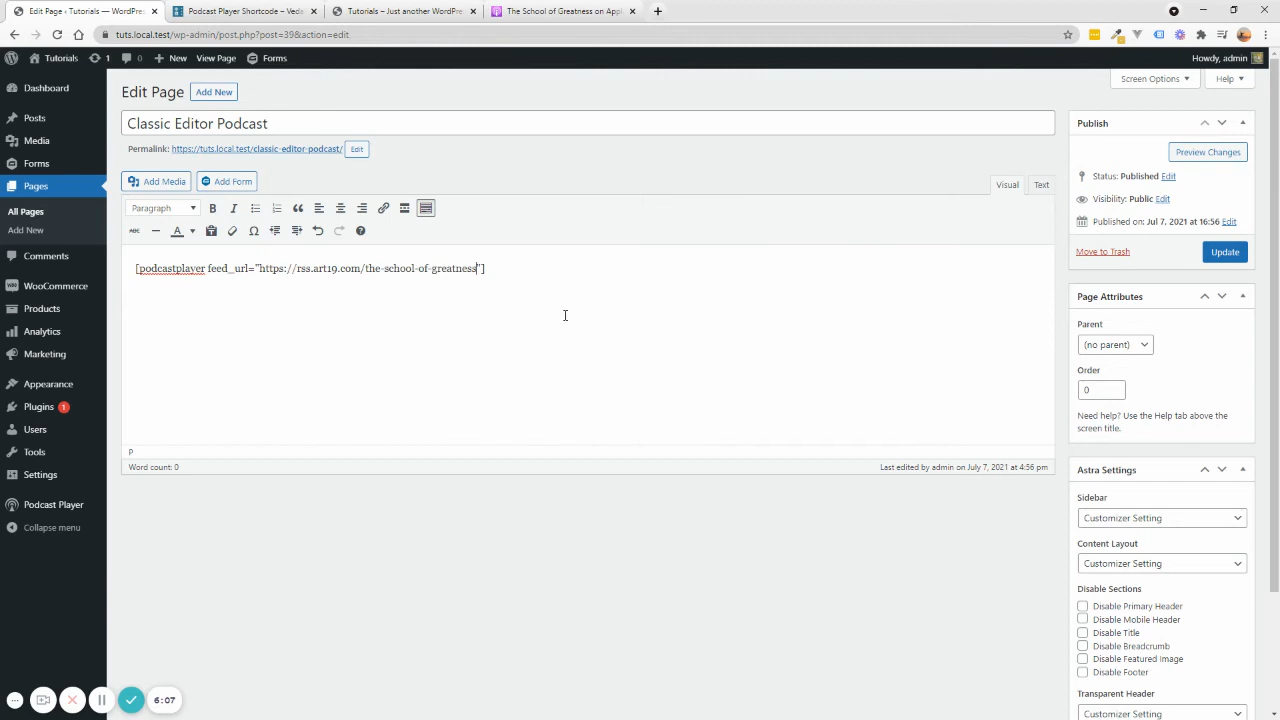 Edit Page ‹ Tutorials — WordPres
Podcast Player Shortcode – Veda
Tutorials – Just another WordPres
The School of Greatness on Appl
tuts.local.test/wp-admin/post.php?post=39&action=edit
Tutorials
1
0
New
View Page
Forms
Howdy, admin
Dashboard
Posts
Media
Forms
Pages
All Pages
Add New
Comments
WooCommerce
Products
Analytics
Marketing
Appearance
Plugins 1
Users
Tools
Settings
Podcast Player
Collapse menu
Screen Options
Help
Edit Page
Add New
Classic Editor Podcast
Permalink: https://tuts.local.test/classic-editor-podcast/
Edit
Add Media
Add Form
Visual
Text
Paragraph
B
I
ABC
A
[podcastplayer feed_url="https://rss.art19.com/the-school-of-greatness"]
P
Word count: 0
Last edited by admin on July 7, 2021 at 4:56 pm
Publish
Preview Changes
Status: Published Edit
Visibility: Public Edit
Published on: Jul 7, 2021 at 16:56 Edit
Move to Trash
Update
Page Attributes
Parent
(no parent)
Order
0
Need help? Use the Help tab above the
screen title.
Astra Settings
Sidebar
Customizer Setting
Content Layout
Customizer Setting
Disable Sections
Disable Primary Header
Disable Mobile Header
Disable Title
Disable Breadcrumb
Disable Featured Image
Disable Footer
Transparent Header
Customizer Setting
6:07